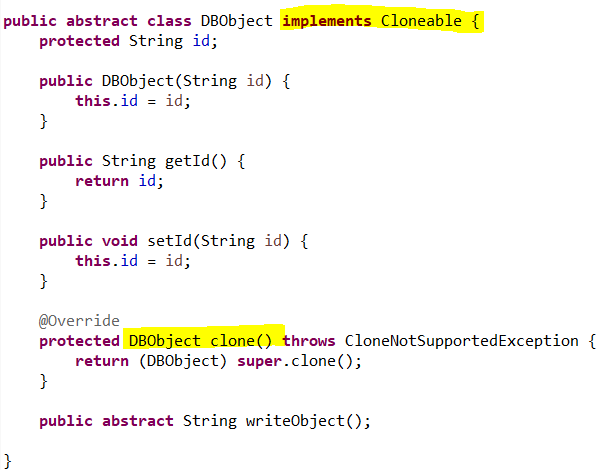 public abstract class DBObject implements Cloneable {
protected String id;
public DBObject(String id) {
this.id = id;
}
public String getId() {
return id;
}
public void setId(String id) {
this.id = id;
}
@Override
protected DBObject clone() throws CloneNotSupportedException {
return (DBObject) super.clone();
}
public abstract String writeObject();
}